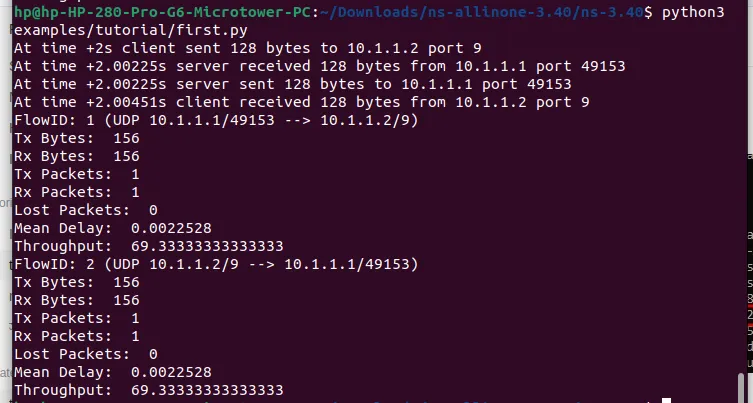 hp@hp-HP-280-Pro-G6-Microtower-PC:~/Downloads/ns-allinone-3.40/ns-3.40$ python3
examples/tutorial/first.py
At time +2s client sent 128 bytes to 10.1.1.2 port 9
At time +2.00225s server received 128 bytes from 10.1.1.1 port 49153
At time +2.00225s server sent 128 bytes to 10.1.1.1 port 49153
At time +2.00451s client received 128 bytes from 10.1.1.2 port 9
FlowID: 1 (UDP 10.1.1.1/49153 --> 10.1.1.2/9)
Tx Bytes:  156
Rx Bytes:  156
Tx Packets:  1
Rx Packets:  1
Lost Packets:  0
Mean Delay:  0.0022528
Throughput:  69.33333333333333
FlowID: 2 (UDP 10.1.1.2/9 --> 10.1.1.1/49153)
Tx Bytes:  156
Rx Bytes:  156
Tx Packets:  1
Rx Packets:  1
Lost Packets:  0
Mean Delay:  0.0022528
Throughput:  69.33333333333333